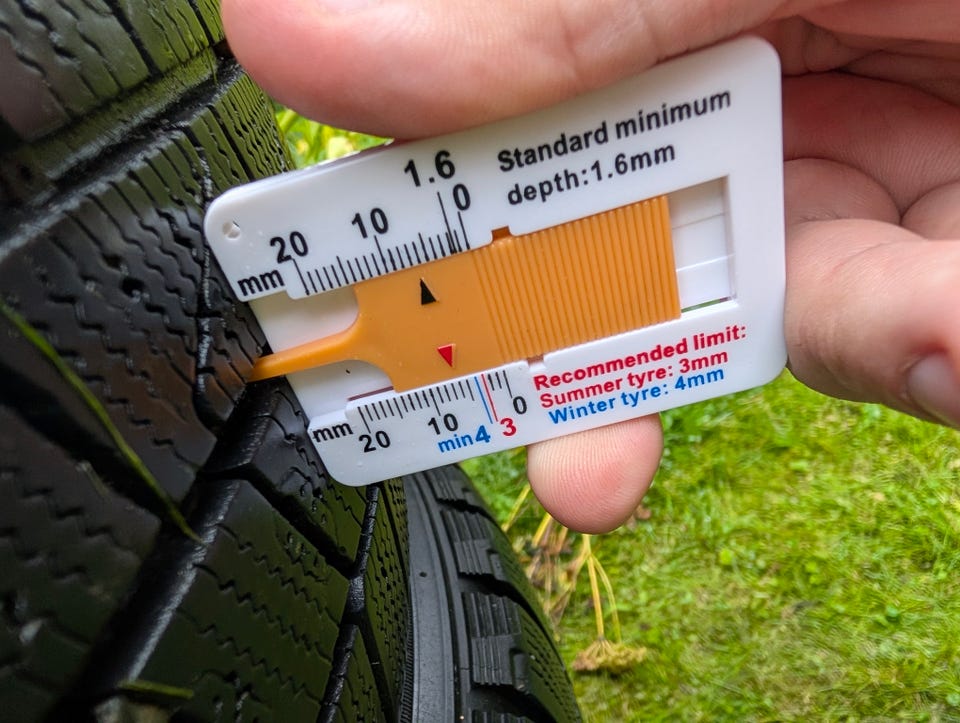 1.6
Standard minimum
depth:1.6mm
mm 20 10 0
Recommended limit:
Summer tyre: 3mm
Winter tyre: 4mm
mm 20 10 min4 3 0